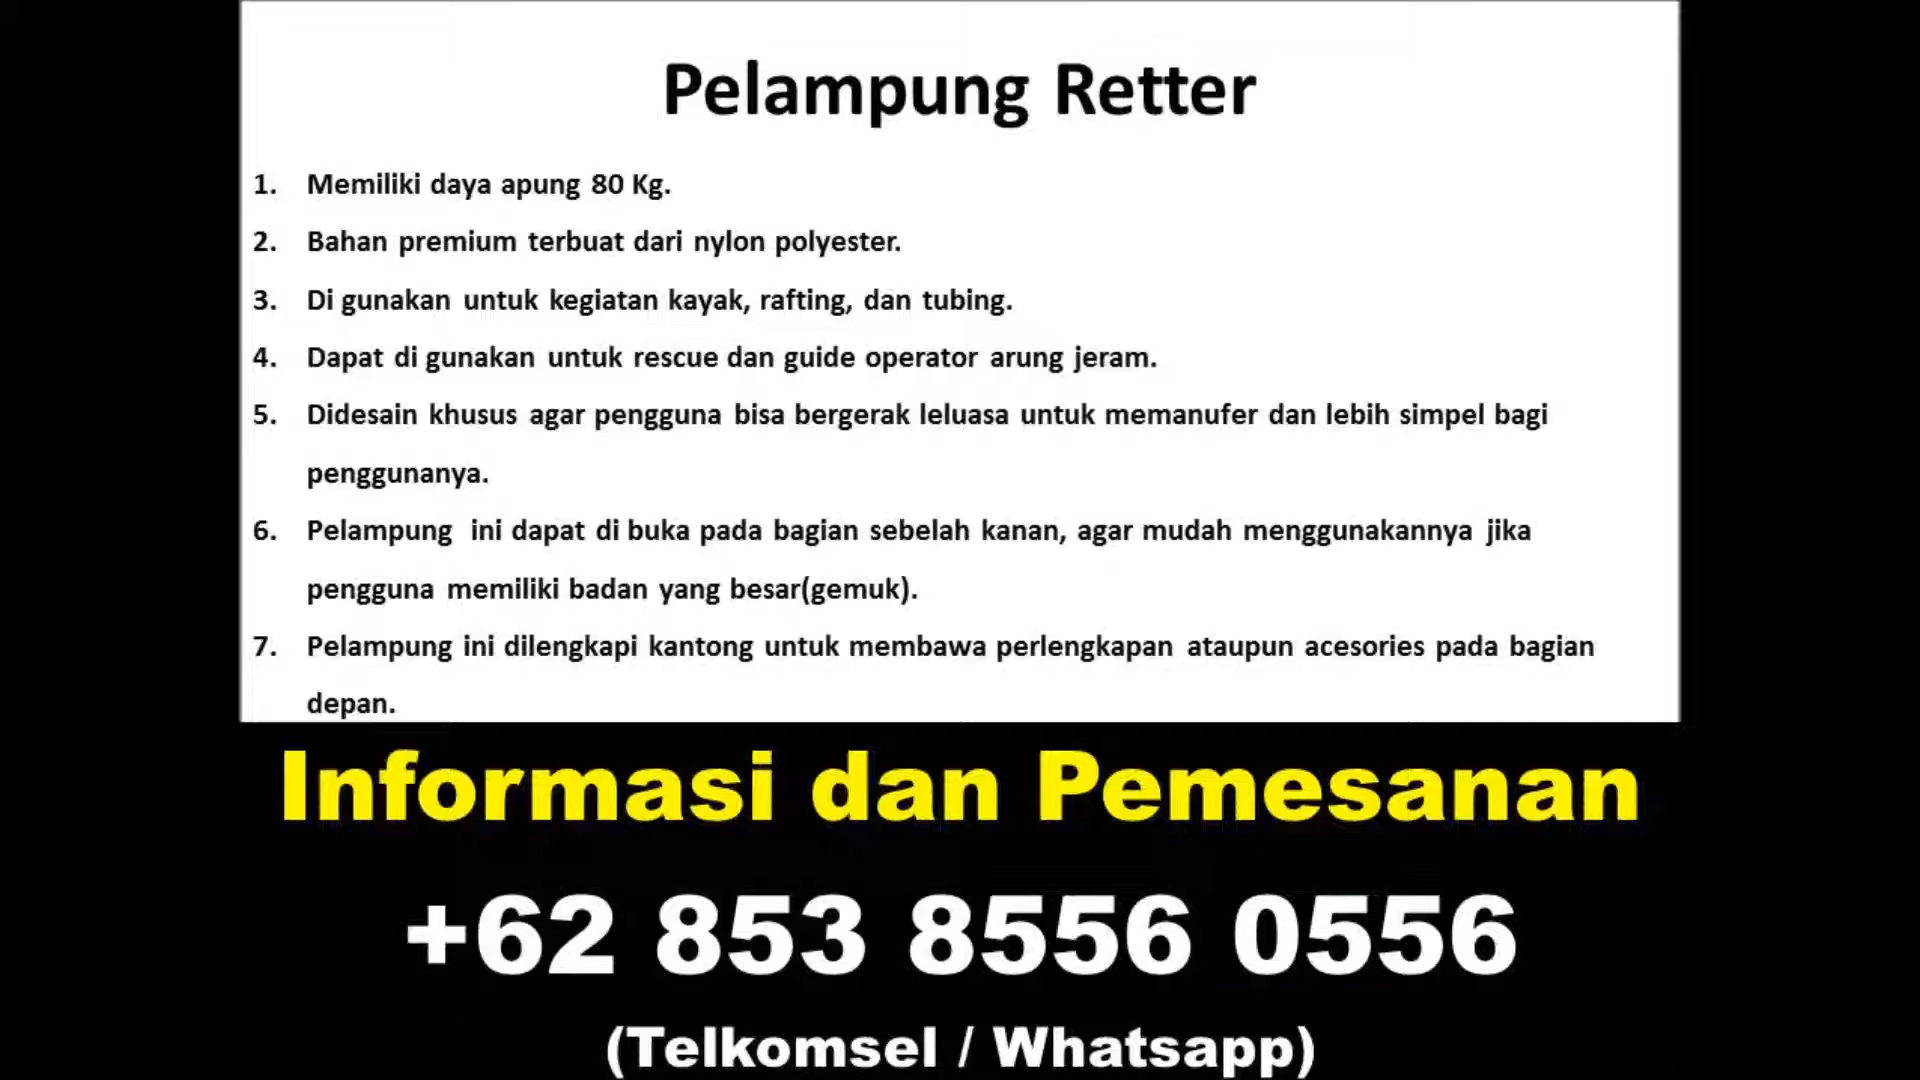 Pelampung Retter
1. Memiliki daya apung 80 Kg.
2. Bahan premium terbuat dari nylon polyester.
3. Di gunakan untuk kegiatan kayak, rafting, dan tubing.
4. Dapat di gunakan untuk rescue dan guide operator arung jeram.
5. Didesain khusus agar pengguna bisa bergerak leluasa untuk memanufer dan lebih simpel bagi
penggunanya.
6. Pelampung ini dapat di buka pada bagian sebelah kanan, agar mudah menggunakannya jika
pengguna memiliki badan yang besar(gemuk).
7. Pelampung ini dilengkapi kantong untuk membawa perlengkapan ataupun acesories pada bagian
depan.
Informasi dan Pemesanan
+62 853 8556 0556
(Telkomsel / Whatsapp)